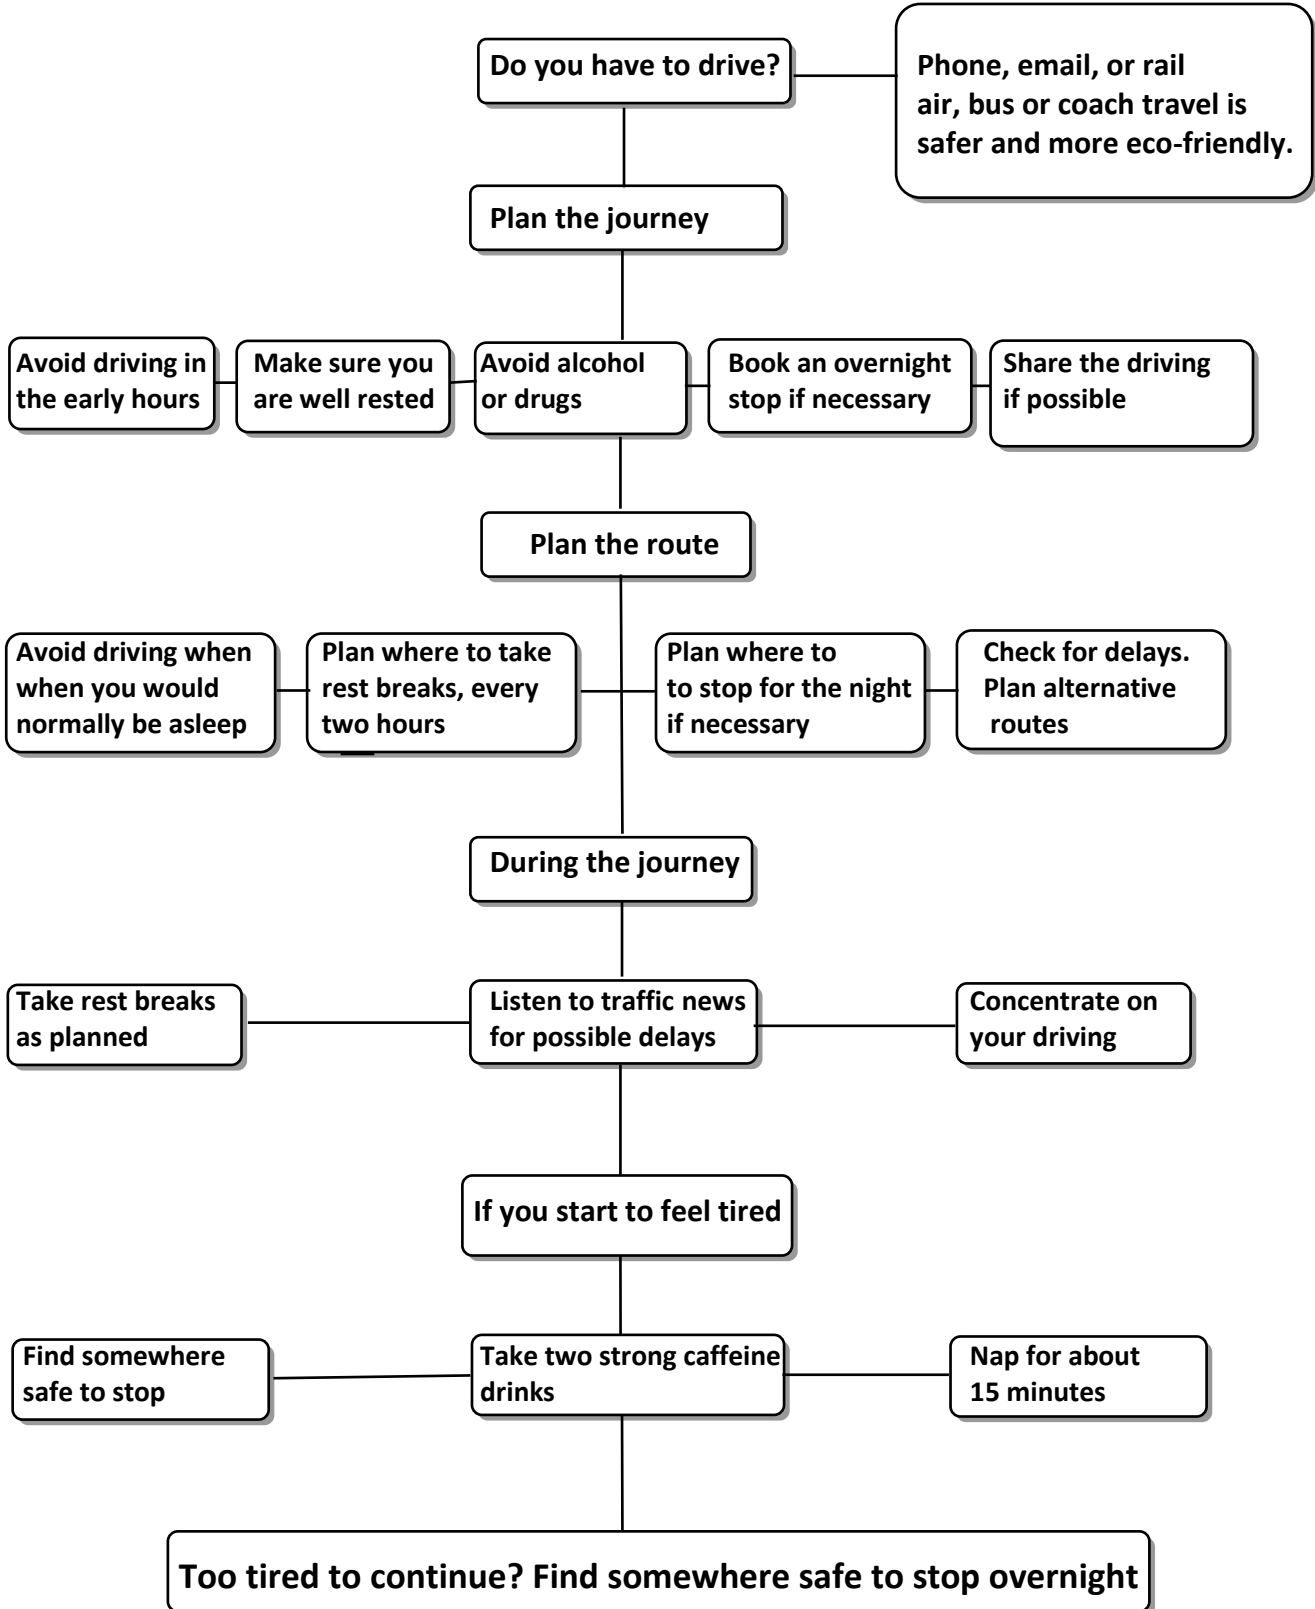 Do you have to drive?
Phone, email, or rail
air, bus or coach travel is
safer and more eco-friendly.
Plan the journey
Avoid driving in
the early hours
Make sure you
are well rested
Avoid alcohol
or drugs
Book an overnight
stop if necessary
Share the driving
if possible
Plan the route
Avoid driving when
when you would
normally be asleep
Plan where to take
rest breaks, every
two hours
Plan where to
to stop for the night
if necessary
Check for delays.
Plan alternative
routes
During the journey
Take rest breaks
as planned
Listen to traffic news
for possible delays
Concentrate on
your driving
If you start to feel tired
Find somewhere
safe to stop
Take two strong caffeine
drinks
Nap for about
15 minutes
Too tired to continue? Find somewhere safe to stop overnight